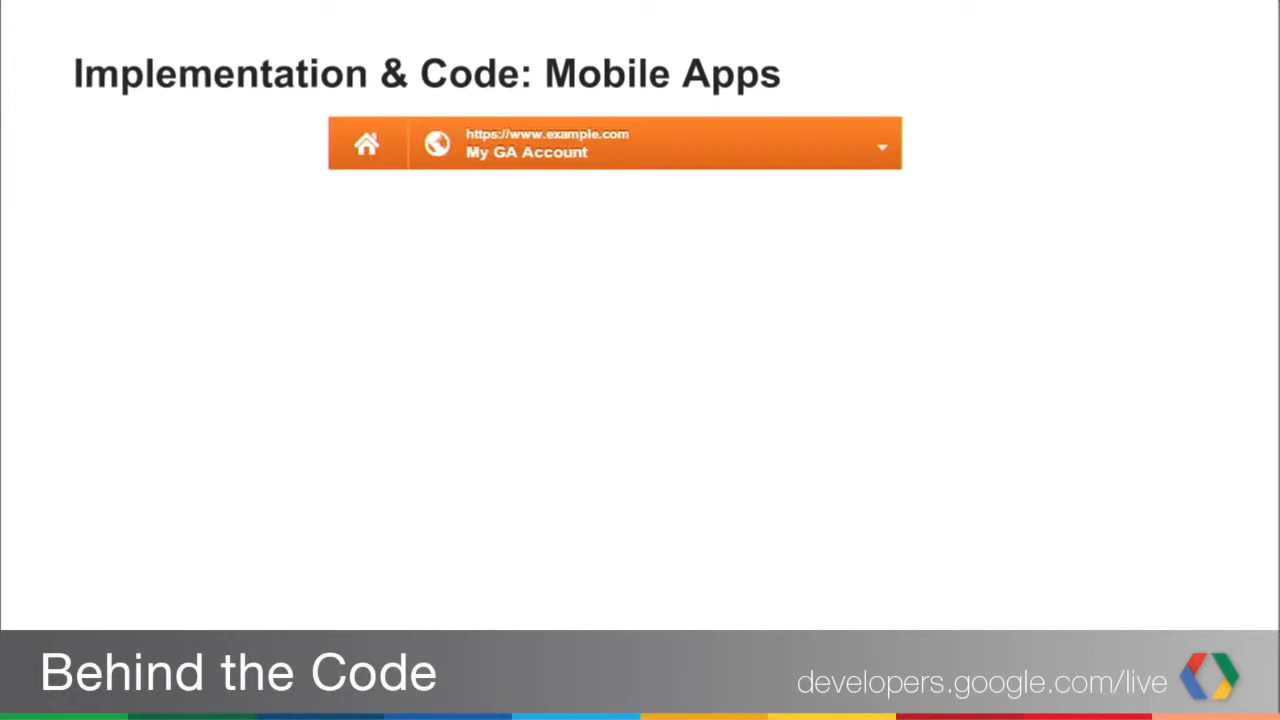 Implementation & Code: Mobile Apps
https://www.example.com
My GA Account
Behind the Code
developers.google.com/live